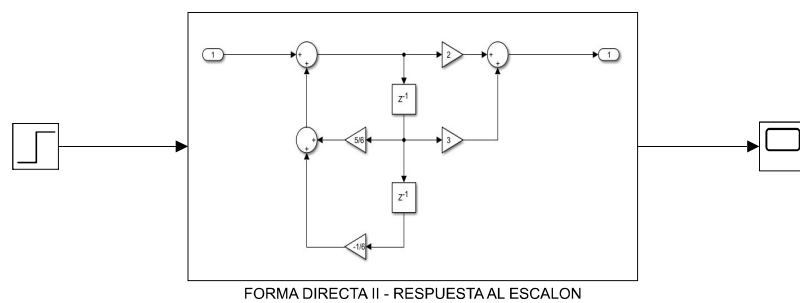 1 + + 2 + + 1
z-1
+ + 5/6 3
z-1
-1/6
FORMA DIRECTA II - RESPUESTA AL ESCALON